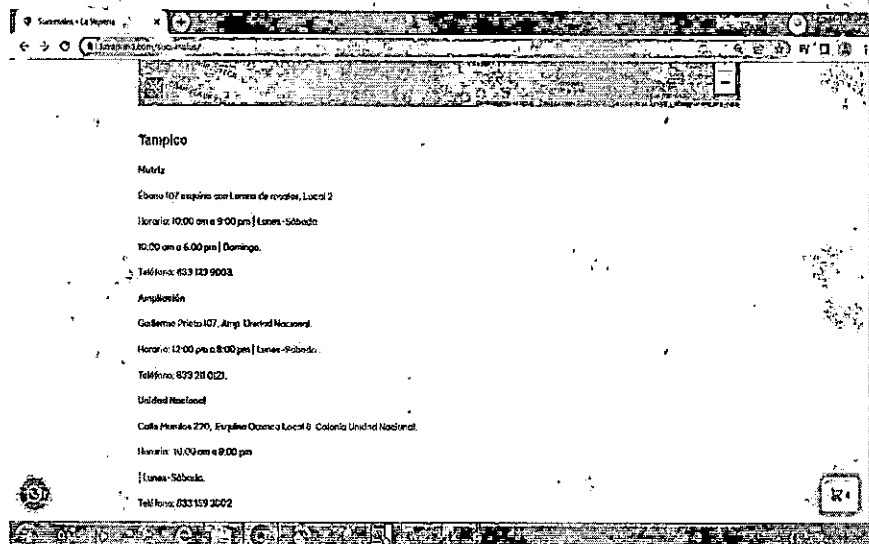 Sucursales • La
Tampico
Matriz
Ébano 107 esquina con Lomas de rosales, Local 2
Horario: 10:00 am a 9:00 pm | Lunes-Sábado
10:00 am a 6:00 pm | Domingo.
Teléfono: 833 123 9003.
Ampliación
Guillermo Prieto 107, Amp. Unidad Nacional.
Horario: 12:00 pm a 8:00 pm | Lunes-Sábado.
Teléfono: 833 211 0121.
Unidad Nacional
Calle Morelos 220, Esquina Oaxaca Local 8 Colonia Unidad Nacional.
Horario: 10:00 am a 8:00 pm
| Lunes-Sábado.
Teléfono: 833 159 3002